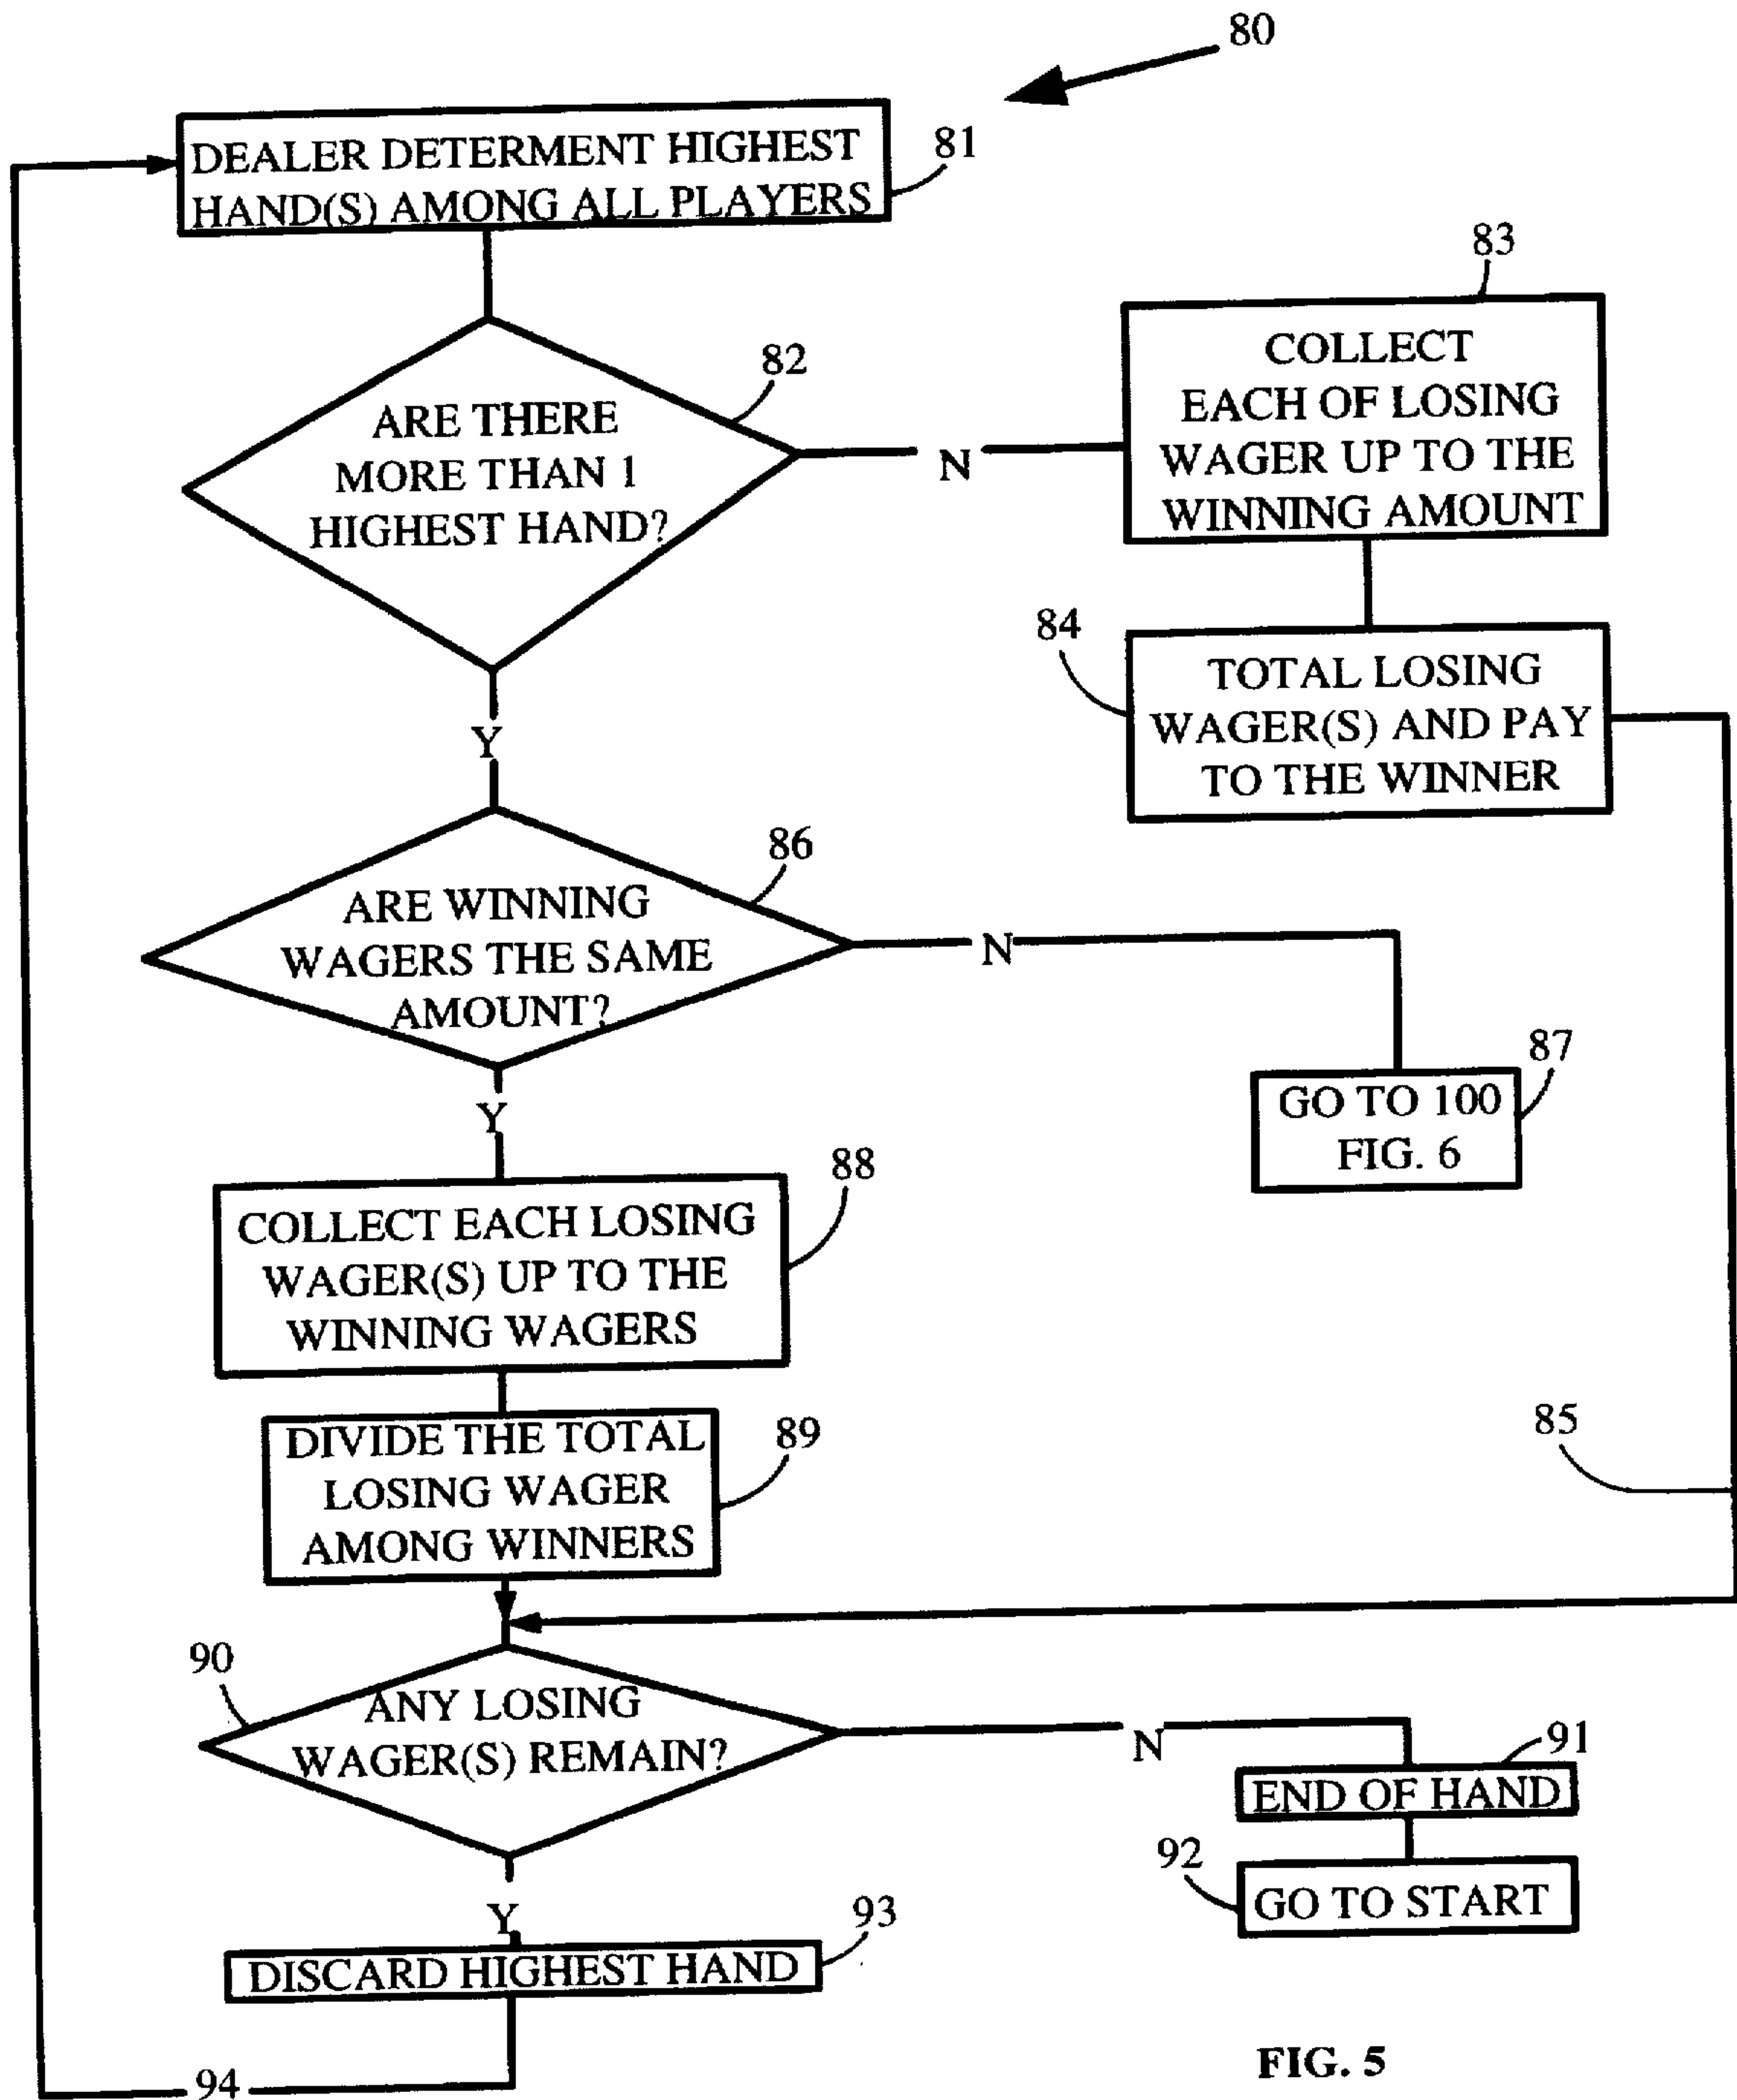 80
DEALER DETERMENT HIGHEST
HAND(S) AMONG ALL PLAYERS
81
82
ARE THERE
MORE THAN 1
HIGHEST HAND?
N
83
COLLECT
EACH OF LOSING
WAGER UP TO THE
WINNING AMOUNT
84
TOTAL LOSING
WAGER(S) AND PAY
TO THE WINNER
Y
86
ARE WINNING
WAGERS THE SAME
AMOUNT?
N
87
GO TO 100
FIG. 6
Y
88
COLLECT EACH LOSING
WAGER(S) UP TO THE
WINNING WAGERS
89
DIVIDE THE TOTAL
LOSING WAGER
AMONG WINNERS
85
90
ANY LOSING
WAGER(S) REMAIN?
N
91
END OF HAND
92
GO TO START
Y
93
DISCARD HIGHEST HAND
94
FIG. 5